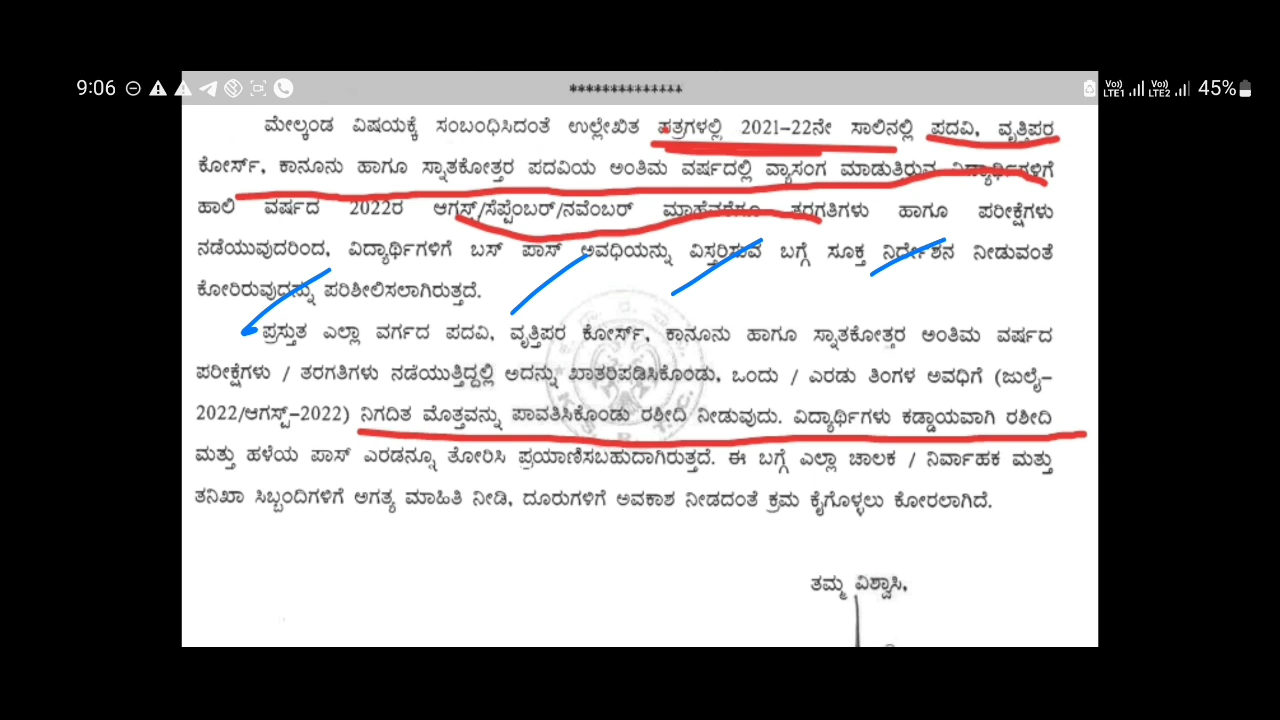 9:06
VoLTE1 VoLTE2 45%
**************
ಮೇಲ್ಕಂಡ ವಿಷಯಕ್ಕೆ ಸಂಬಂಧಿಸಿದಂತೆ ಉಲ್ಲೇಖಿತ ಪತ್ರಗಳಲ್ಲಿ 2021-22ನೇ ಸಾಲಿನಲ್ಲಿ ಪದವಿ, ವೃತ್ತಿಪರ
ಕೋರ್ಸ್, ಕಾನೂನು ಹಾಗೂ ಸ್ನಾತಕೋತ್ತರ ಪದವಿಯ ಅಂತಿಮ ವರ್ಷದಲ್ಲಿ ವ್ಯಾಸಂಗ ಮಾಡುತ್ತಿರುವ ವಿದ್ಯಾರ್ಥಿಗಳಿಗೆ
ಹಾಲಿ ವರ್ಷದ 2022ರ ಆಗಸ್ಟ್/ಸೆಪ್ಟೆಂಬರ್/ನವೆಂಬರ್ ಮಾಹೆವರೆಗೂ ತರಗತಿಗಳು ಹಾಗೂ ಪರೀಕ್ಷೆಗಳು
ನಡೆಯುವುದರಿಂದ, ವಿದ್ಯಾರ್ಥಿಗಳಿಗೆ ಬಸ್ ಪಾಸ್ ಅವಧಿಯನ್ನು ವಿಸ್ತರಿಸುವ ಬಗ್ಗೆ ಸೂಕ್ತ ನಿರ್ದೇಶನ ನೀಡುವಂತೆ
ಕೋರಿರುವುದನ್ನು ಪರಿಶೀಲಿಸಲಾಗಿರುತ್ತದೆ.
ಪ್ರಸ್ತುತ ಎಲ್ಲಾ ವರ್ಗದ ಪದವಿ, ವೃತ್ತಿಪರ ಕೋರ್ಸ್, ಕಾನೂನು ಹಾಗೂ ಸ್ನಾತಕೋತ್ತರ ಅಂತಿಮ ವರ್ಷದ
ಪರೀಕ್ಷೆಗಳು / ತರಗತಿಗಳು ನಡೆಯುತ್ತಿದ್ದಲ್ಲಿ ಅದನ್ನು ಖಾತರಿಪಡಿಸಿಕೊಂಡು, ಒಂದು / ಎರಡು ತಿಂಗಳ ಅವಧಿಗೆ (ಜುಲೈ-
2022/ಆಗಸ್ಟ್-2022) ನಿಗದಿತ ಮೊತ್ತವನ್ನು ಪಾವತಿಸಿಕೊಂಡು ರಶೀದಿ ನೀಡುವುದು. ವಿದ್ಯಾರ್ಥಿಗಳು ಕಡ್ಡಾಯವಾಗಿ ರಶೀದಿ
ಮತ್ತು ಹಳೆಯ ಪಾಸ್ ಎರಡನ್ನೂ ತೋರಿಸಿ ಪ್ರಯಾಣಿಸಬಹುದಾಗಿರುತ್ತದೆ. ಈ ಬಗ್ಗೆ ಎಲ್ಲಾ ಚಾಲಕ / ನಿರ್ವಾಹಕ ಮತ್ತು
ತನಿಖಾ ಸಿಬ್ಬಂದಿಗಳಿಗೆ ಅಗತ್ಯ ಮಾಹಿತಿ ನೀಡಿ, ದೂರುಗಳಿಗೆ ಅವಕಾಶ ನೀಡದಂತೆ ಕ್ರಮ ಕೈಗೊಳ್ಳಲು ಕೋರಲಾಗಿದೆ.
ತಮ್ಮ ವಿಶ್ವಾಸಿ,